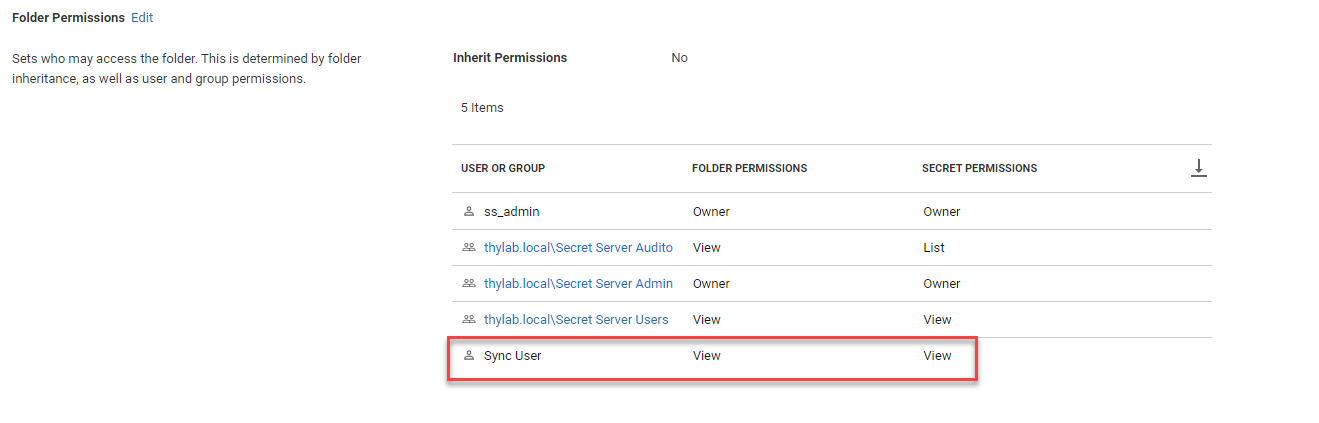 Folder Permissions Edit
Sets who may access the folder. This is determined by folder
inheritance, as well as user and group permissions.
Inherit Permissions No
5 Items
USER OR GROUP FOLDER PERMISSIONS SECRET PERMISSIONS
ss_admin Owner Owner
thylab.local\Secret Server Audito View List
thylab.local\Secret Server Admin Owner Owner
thylab.local\Secret Server Users View View
Sync User View View